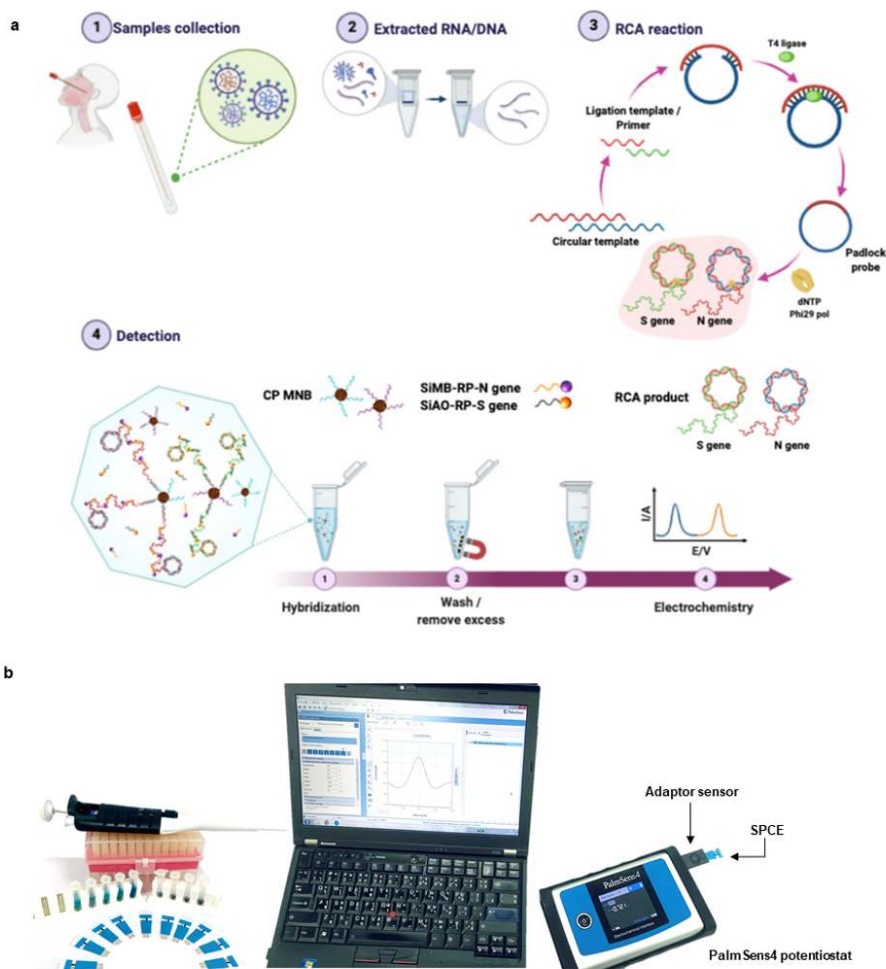 a
1 Samples collection
2 Extracted RNA/DNA
3 RCA reaction
T4 ligase
Ligation template /
Primer
Circular template
Padlock
probe
dNTP
Phi29 pol
S gene
N gene
4 Detection
CP MNB
SiMB-RP-N gene
SiAO-RP-S gene
RCA product
S gene
N gene
I/A
E/V
1
2
3
4
Hybridization
Wash /
remove excess
Electrochemistry
b
Adaptor sensor
SPCE
PalmSens4
PalmSens4 potentiostat